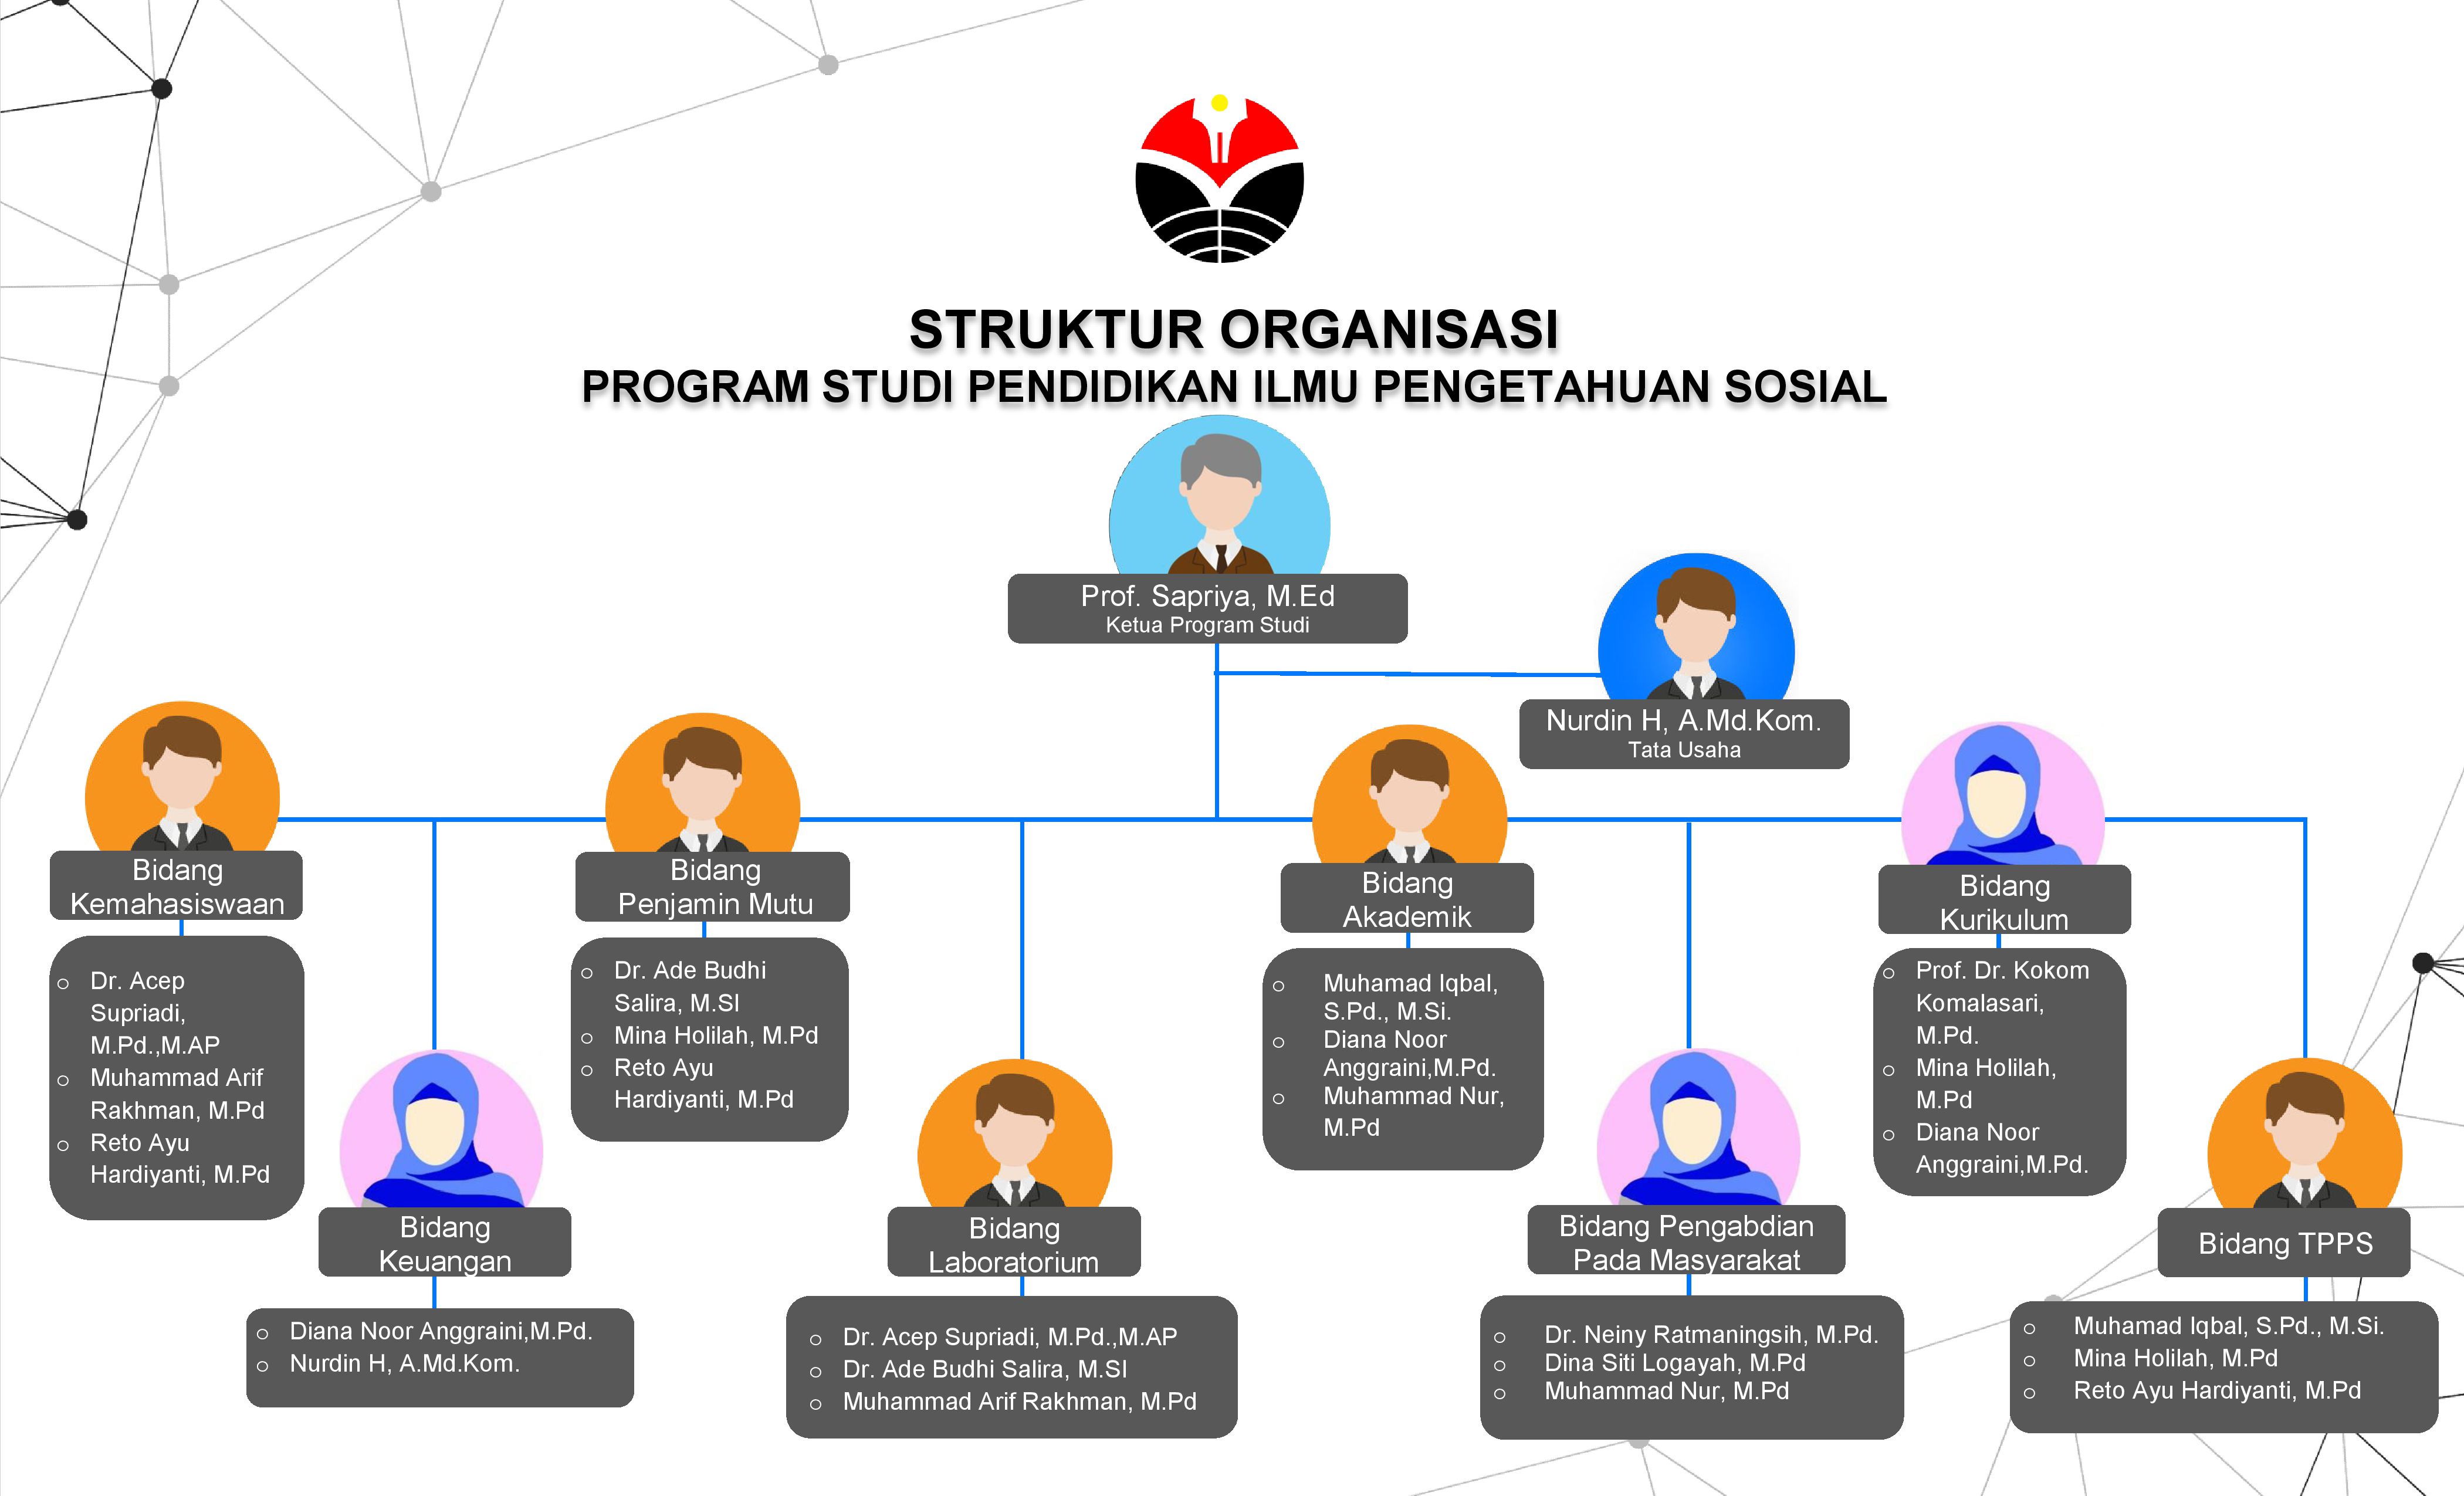 STRUKTUR ORGANISASI
PROGRAM STUDI PENDIDIKAN ILMU PENGETAHUAN SOSIAL
Prof. Sapriya, M.Ed
Ketua Program Studi
Nurdin H, A.Md.Kom.
Tata Usaha
Bidang
Kemahasiswaan
Dr. Acep
Supriadi,
M.Pd.,M.AP
Muhammad Arif
Rakhman, M.Pd
Reto Ayu
Hardiyanti, M.Pd
Bidang
Keuangan
Diana Noor Anggraini,M.Pd.
Nurdin H, A.Md.Kom.
Bidang
Penjamin Mutu
Dr. Ade Budhi
Salira, M.SI
Mina Holilah, M.Pd
Reto Ayu
Hardiyanti, M.Pd
Bidang
Laboratorium
Dr. Acep Supriadi, M.Pd.,M.AP
Dr. Ade Budhi Salira, M.SI
Muhammad Arif Rakhman, M.Pd
Bidang
Akademik
Muhamad Iqbal,
S.Pd., M.Si.
Diana Noor
Anggraini,M.Pd.
Muhammad Nur,
M.Pd
Bidang Pengabdian
Pada Masyarakat
Dr. Neiny Ratmaningsih, M.Pd.
Dina Siti Logayah, M.Pd
Muhammad Nur, M.Pd
Bidang
Kurikulum
Prof. Dr. Kokom
Komalasari,
M.Pd.
Mina Holilah,
M.Pd
Diana Noor
Anggraini,M.Pd.
Bidang TPPS
Muhamad Iqbal, S.Pd., M.Si.
Mina Holilah, M.Pd
Reto Ayu Hardiyanti, M.Pd